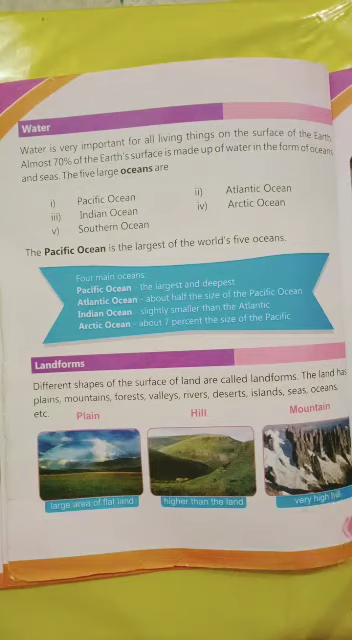 Water
Water is very important for all living things on the surface of the Earth.
Almost 70% of the Earth's surface is made up of water in the form of oceans
and seas. The five large oceans are
i) Pacific Ocean ii) Atlantic Ocean
iii) Indian Ocean iv) Arctic Ocean
v) Southern Ocean
The Pacific Ocean is the largest of the world's five oceans.
Four main oceans:
Pacific Ocean - the largest and deepest
Atlantic Ocean - about half the size of the Pacific Ocean
Indian Ocean - slightly smaller than the Atlantic
Arctic Ocean - about 7 percent the size of the Pacific
Landforms
Different shapes of the surface of land are called landforms. The land has
plains, mountains, forests, valleys, rivers, deserts, islands, seas, oceans,
etc.
Plain Hill Mountain
large area of flat land higher than the land very high hill